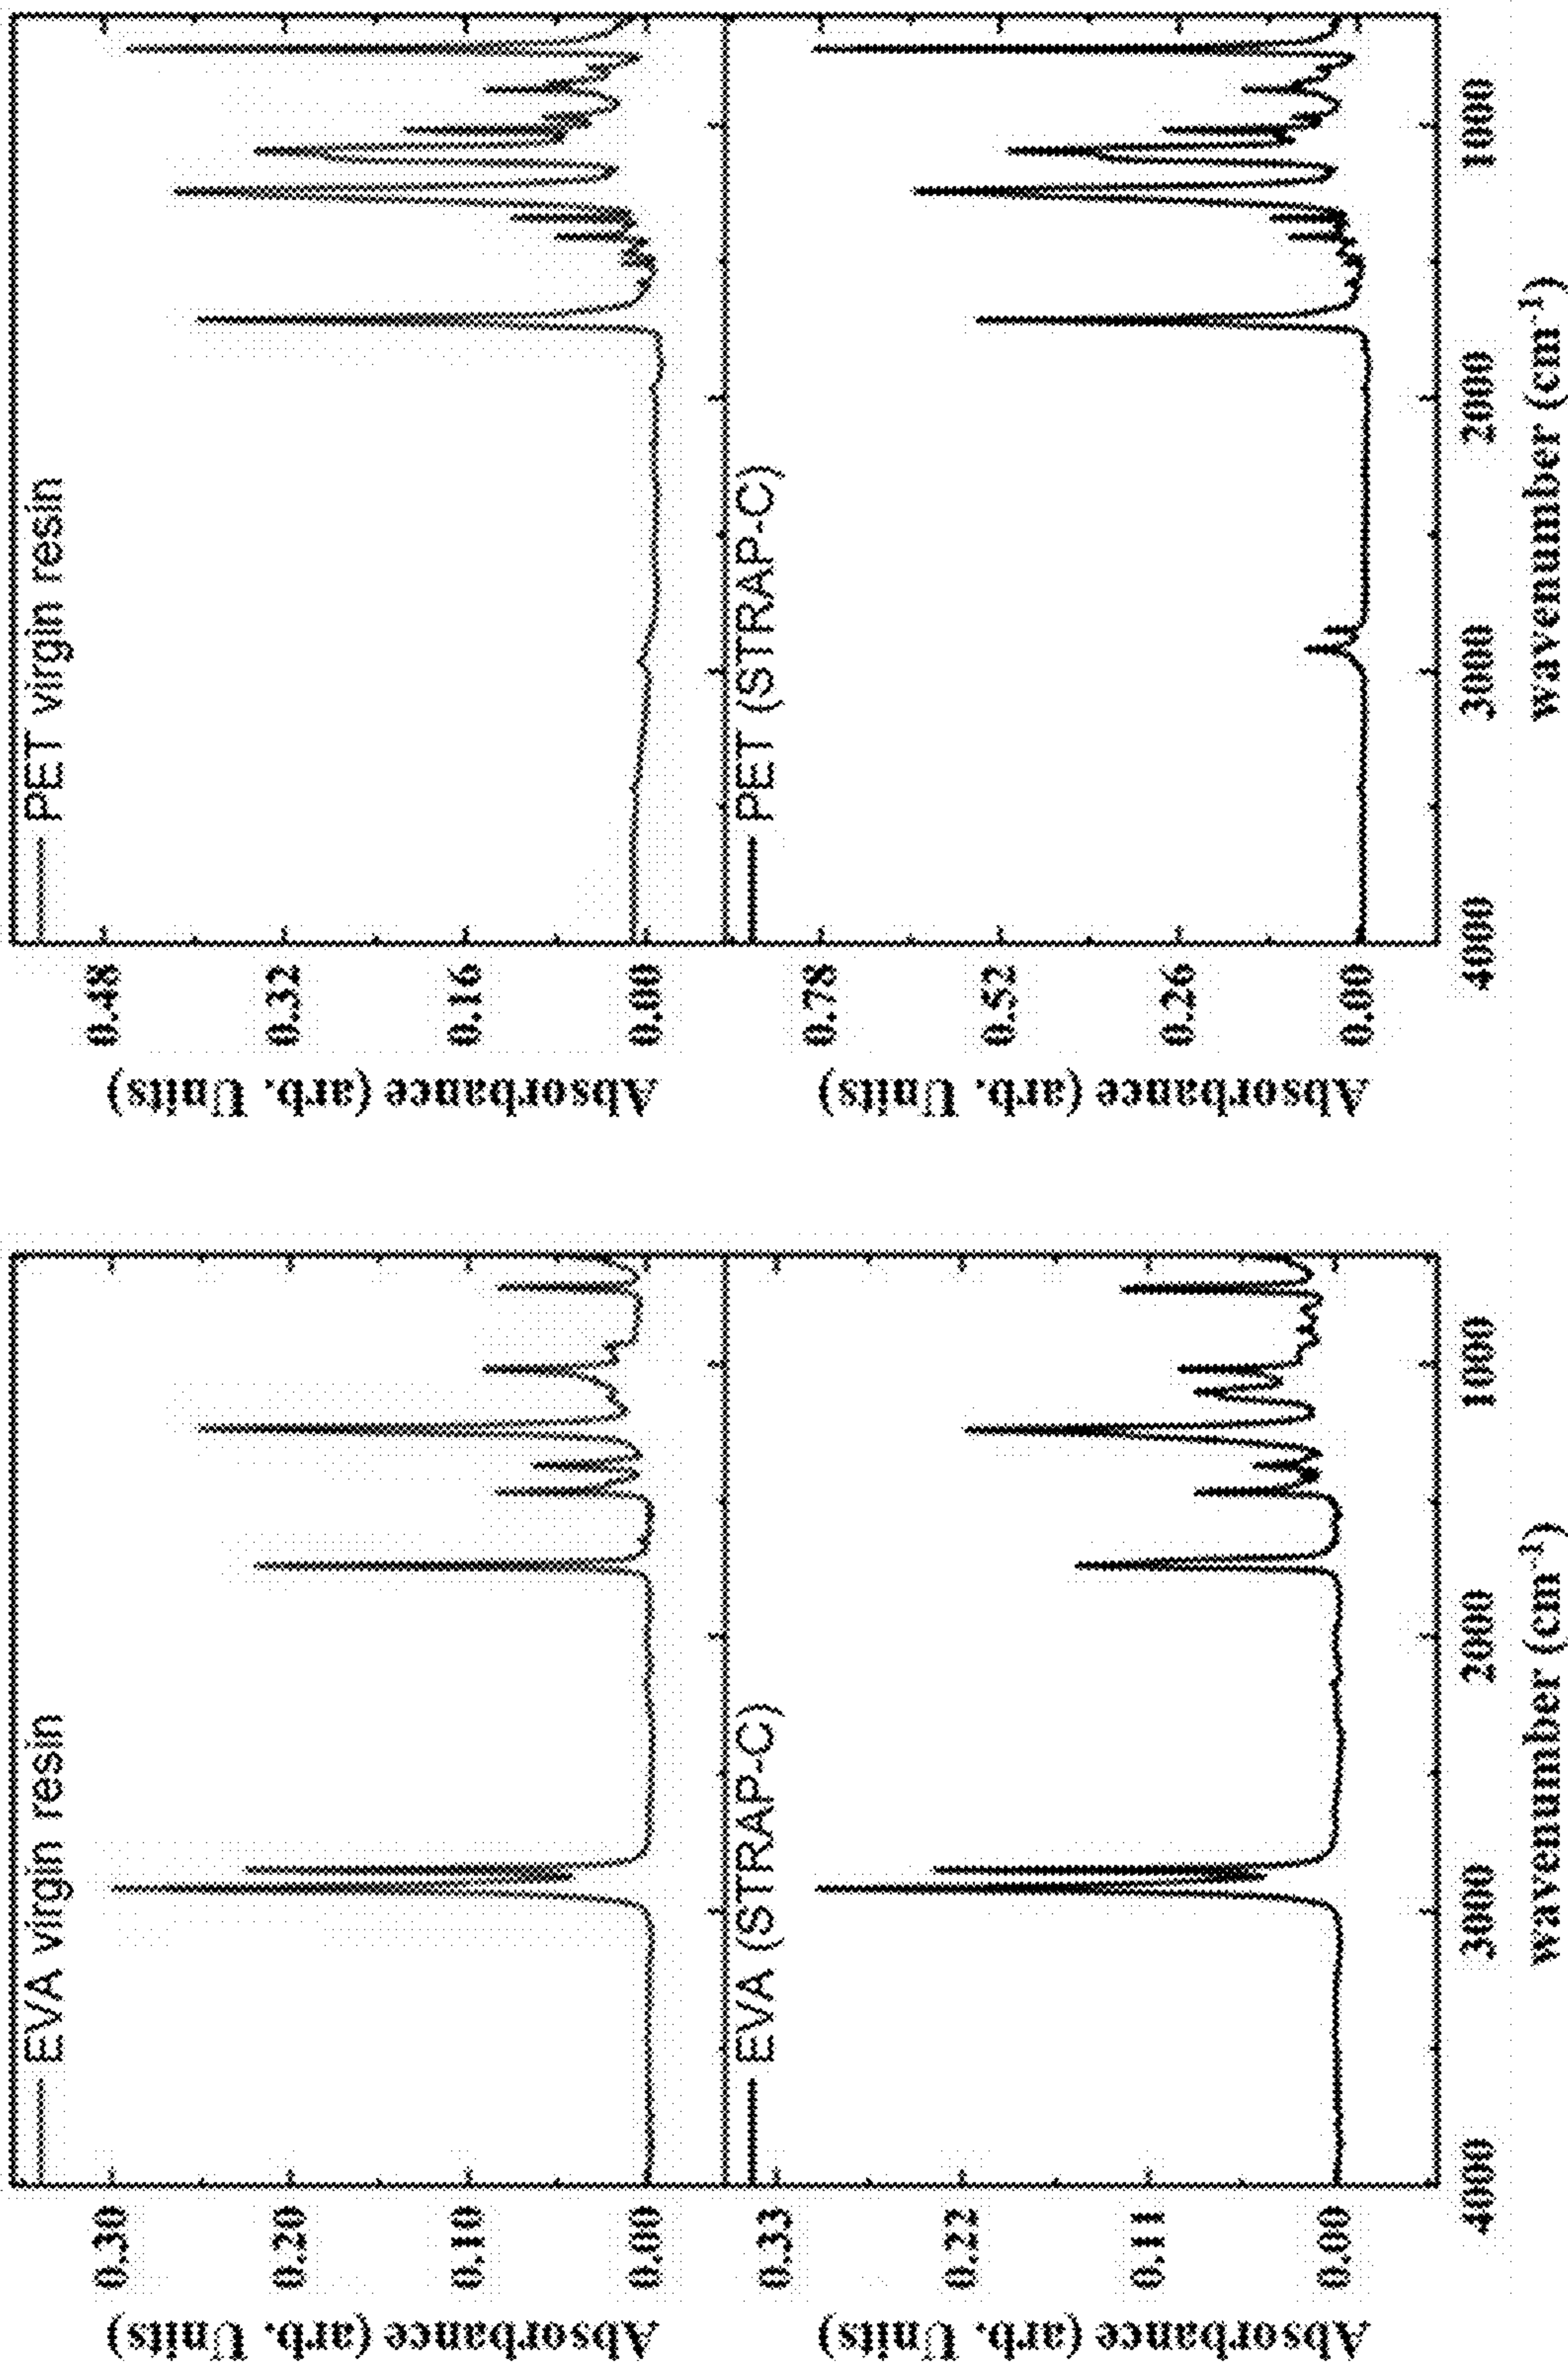 EVA virgin resin
0.30
0.20
0.10
0.00
Absorbance (arb. Units)
EVA (STRAP-C)
0.33
0.22
0.11
0.00
Absorbance (arb. Units)
4000
3000
2000
1000
wavenumber (cm⁻¹)
PET virgin resin
0.48
0.32
0.16
0.00
Absorbance (arb. Units)
PET (STRAP-C)
0.78
0.52
0.26
0.00
Absorbance (arb. Units)
4000
3000
2000
1000
wavenumber (cm⁻¹)